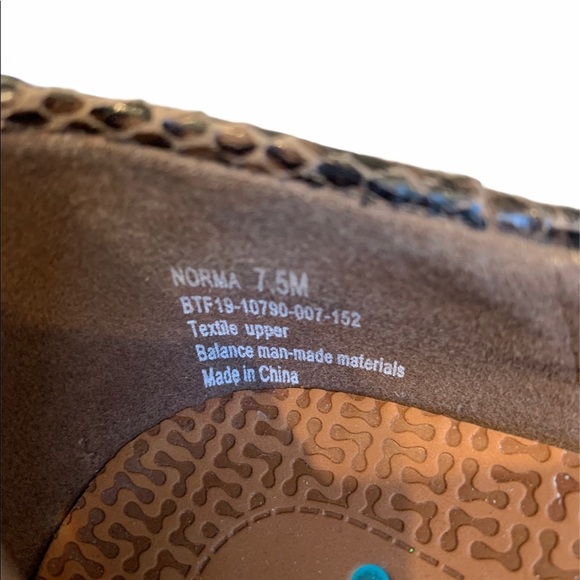 NORMA 7.5M
BTF19-10790-007-152
Textile upper
Balance man-made materials
Made in China